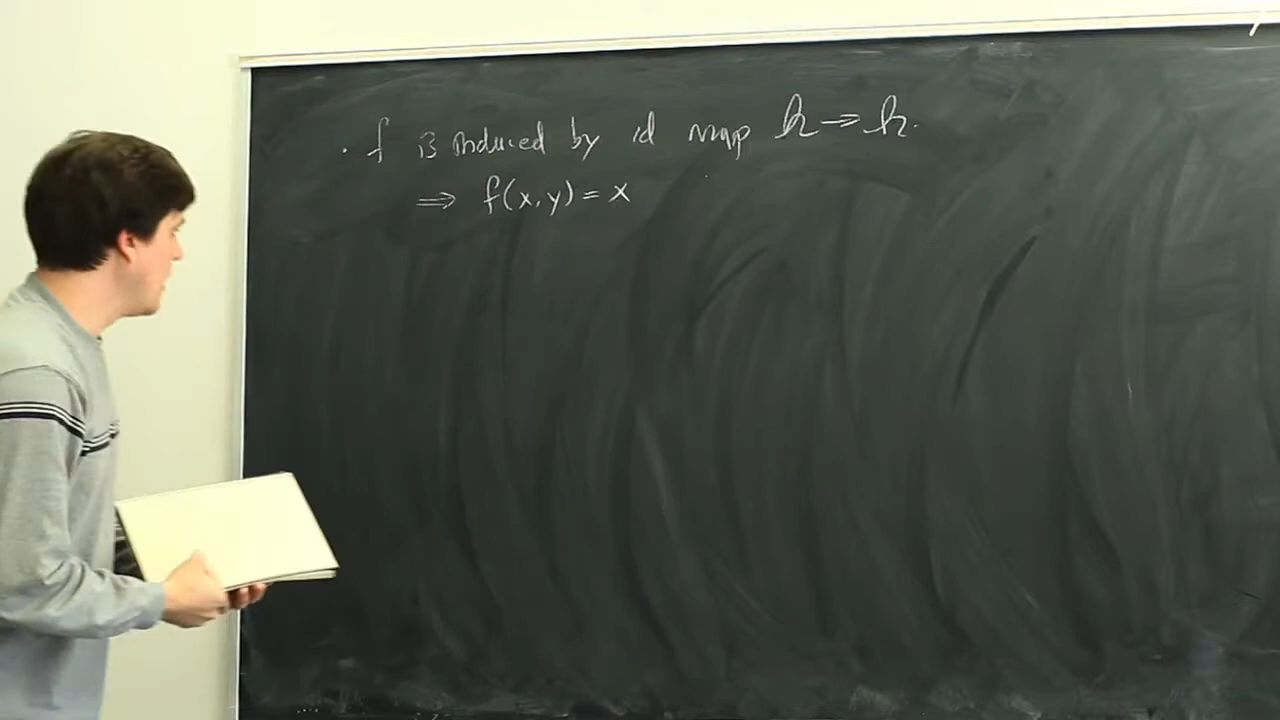 · f is induced by id map h → h.
⇒ f(x,y) = x